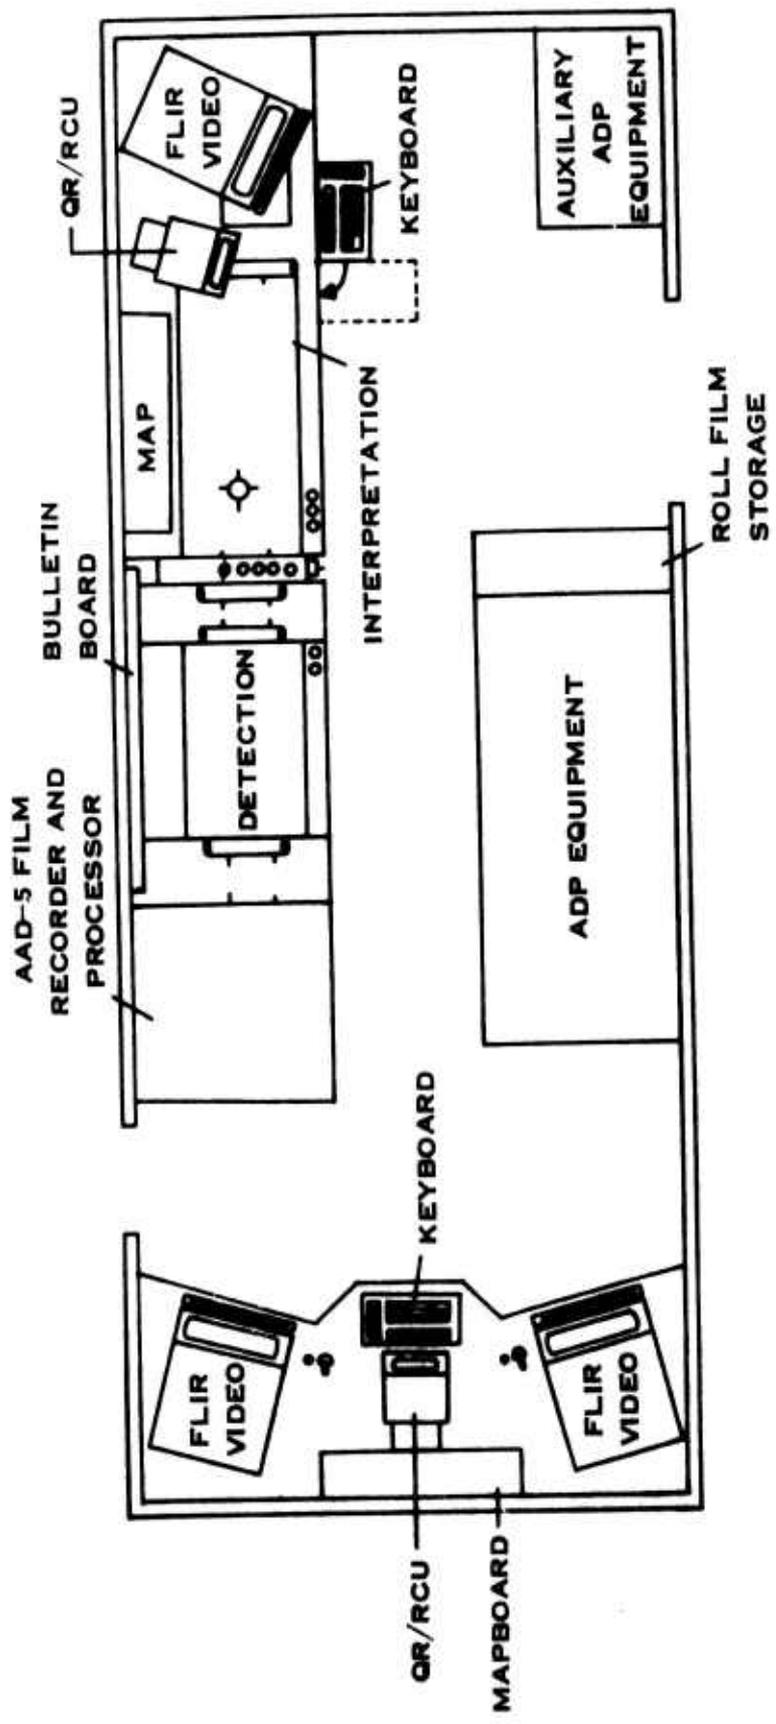 AAD-5 FILM
RECORDER AND
PROCESSOR
BULLETIN
BOARD
QR/RCU
MAP
FLIR
VIDEO
DETECTION
INTERPRETATION
KEYBOARD
FLIR
VIDEO
KEYBOARD
QR/RCU
MAPBOARD
FLIR
VIDEO
ADP EQUIPMENT
ROLL FILM
STORAGE
AUXILIARY
ADP
EQUIPMENT